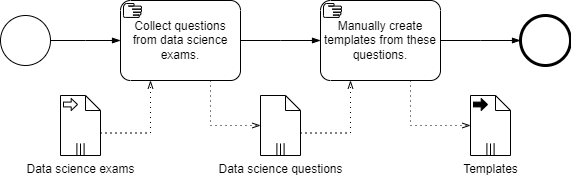 Collect questions
from data science
exams.
Manually create
templates from these
questions.
Data science exams
Data science questions
Templates